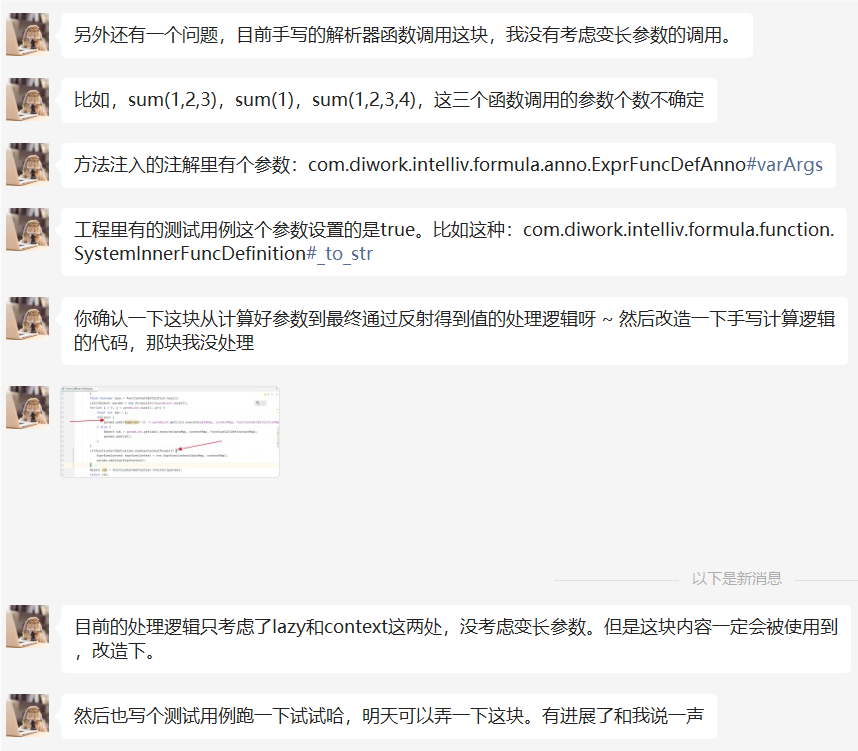 另外还有一个问题，目前手写的解析器函数调用这块，我没有考虑变长参数的调用。
比如，sum(1,2,3)，sum(1)，sum(1,2,3,4)，这三个函数调用的参数个数不确定
方法注入的注解里有个参数：com.diwork.intelliv.formula.anno.ExprFuncDefAnno#varArgs
工程里有的测试用例这个参数设置的是true。比如这种：com.diwork.intelliv.formula.function.
SystemInnerFuncDefinition#_to_str
你确认一下这块从计算好参数到最终通过反射得到值的处理逻辑呀 ~ 然后改造一下手写计算逻辑
的代码，那块我没处理
以下是新消息
目前的处理逻辑只考虑了lazy和context这两处，没考虑变长参数。但是这块内容一定会被使用到
，改造下。
然后也写个测试用例跑一下试试哈，明天可以弄一下这块。有进展了和我说一声